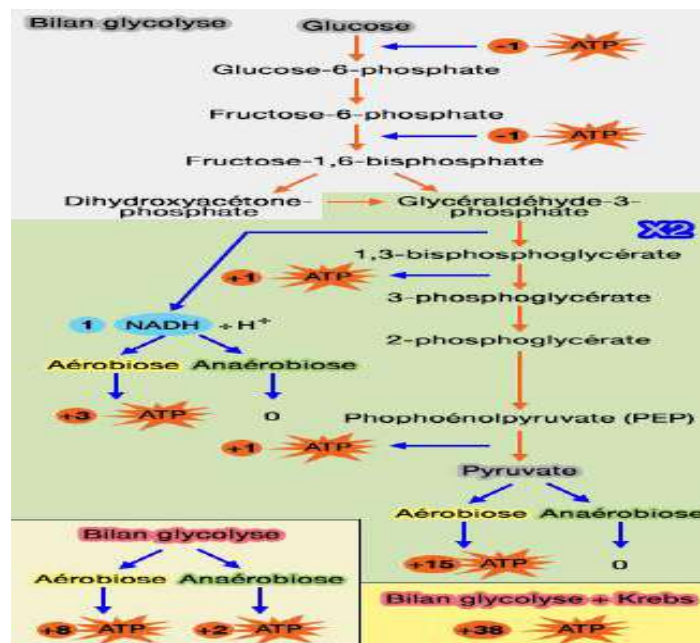 Bilan glycolyse
Glucose
-1 ATP
Glucose-6-phosphate
Fructose-6-phosphate
-1 ATP
Fructose-1,6-bisphosphate
Dihydroxyacétone-
phosphate
Glycéraldéhyde-3-
phosphate
X2
1,3-bisphosphoglycérate
+1 ATP
3-phosphoglycérate
1 NADH +H+
2-phosphoglycérate
Aérobiose Anaérobiose
+3 ATP 0
Phophoénolpyruvate (PEP)
+1 ATP
Pyruvate
Aérobiose Anaérobiose
+15 ATP 0
Bilan glycolyse
Aérobiose Anaérobiose
+8 ATP +2 ATP
Bilan glycolyse + Krebs
+38 ATP